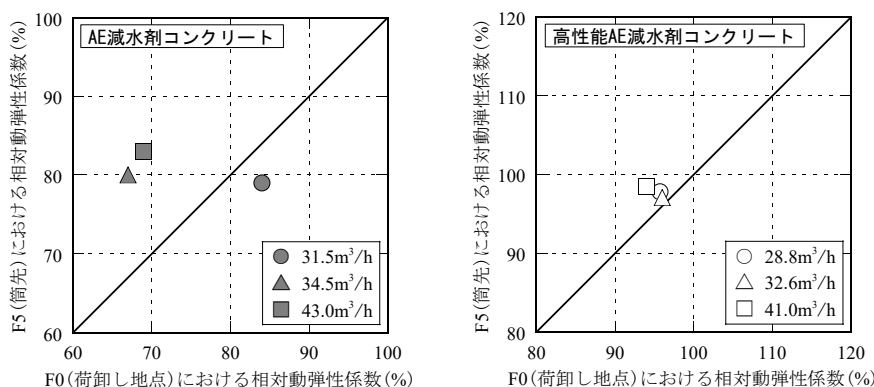 AE減水剤コンクリート
F5(筒先)における相対動弾性係数(%)
100
90
80
70
60
31.5m³/h
34.5m³/h
43.0m³/h
60 70 80 90 100
F0(荷卸し地点)における相対動弾性係数(%)
高性能AE減水剤コンクリート
F5(筒先)における相対動弾性係数(%)
120
110
100
90
80
28.8m³/h
32.6m³/h
41.0m³/h
80 90 100 110 120
F0(荷卸し地点)における相対動弾性係数(%)